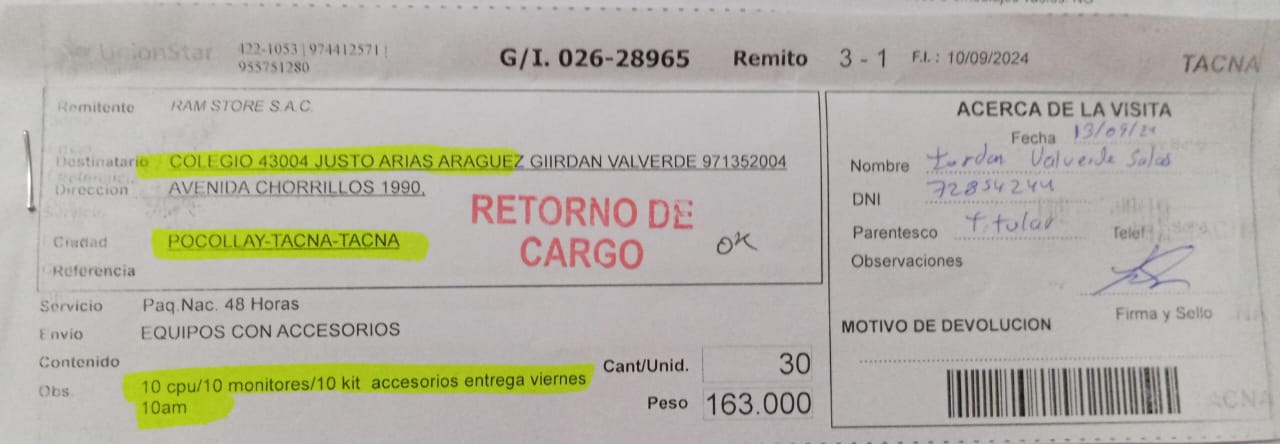 UnionStar
422-1053 | 974412571 |
955751280
G/I. 026-28965 Remito 3 - 1 F.I. : 10/09/2024
TACNA
Remitente RAM STORE S.A.C.
Destinatario COLEGIO 43004 JUSTO ARIAS ARAGUEZ GIIRDAN VALVERDE 971352004
Direccion AVENIDA CHORRILLOS 1990,
RETORNO DE
CARGO
OK
Ciudad POCOLLAY-TACNA-TACNA
Referencia
Servicio Paq.Nac. 48 Horas
Envio EQUIPOS CON ACCESORIOS
Contenido
Obs. 10 cpu/10 monitores/10 kit accesorios entrega viernes
10am
Cant/Unid. 30
Peso 163.000
ACERCA DE LA VISITA
Fecha 13/09/24
Nombre Valverde Salas
DNI 72854244
Parentesco Titular Telef
Observaciones
Firma y Sello
MOTIVO DE DEVOLUCION